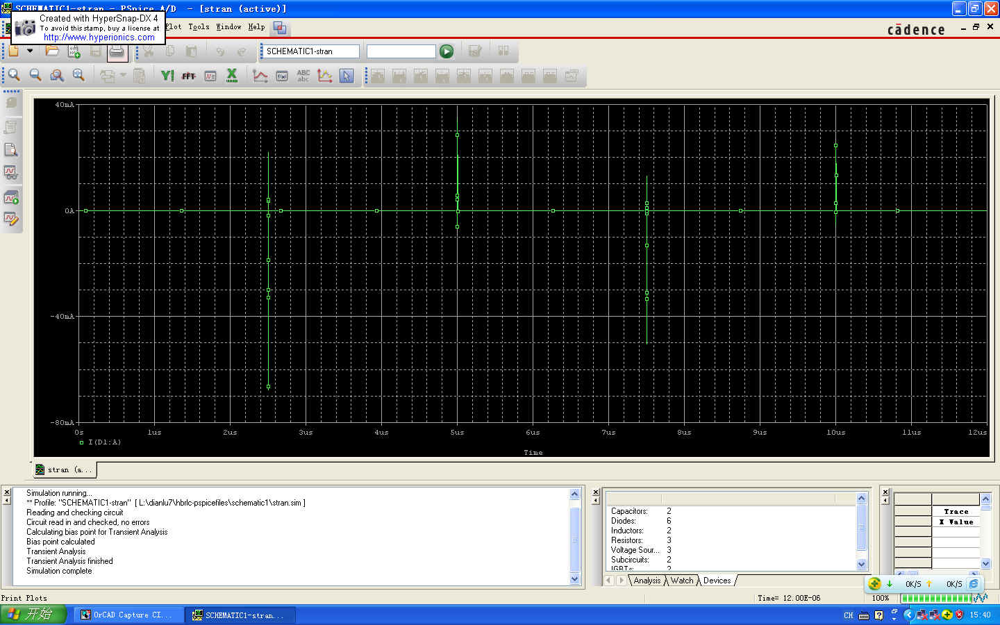 SCHEMATIC1-stran - PSpice A/D - [stran (active)]
Created with HyperSnap-DX 4
To avoid this stamp, buy a license at
http://www.hyperionics.com
Plot Tools Window Help
cādence
SCHEMATIC1-stran
FFT
ABC
abc
40mA
0A
-40mA
-80mA
0s 1us 2us 3us 4us 5us 6us 7us 8us 9us 10us 11us 12us
I(D1:A)
Time
stran (a...
Simulation running...
** Profile: "SCHEMATIC1-stran" [ L:\dianlu7\hbrlc-pspicefiles\schematic1\stran.sim ]
Reading and checking circuit
Circuit read in and checked, no errors
Calculating bias point for Transient Analysis
Bias point calculated
Transient Analysis
Transient Analysis finished
Simulation complete
Capacitors: 2
Diodes: 6
Inductors: 2
Resistors: 3
Voltage Sour... 3
Subcircuits: 2
IGBTs: 2
Analysis Watch Devices
Trace
X Value
0K/S 0K/S
Print Plots
Time= 12.00E-06 100%
开始
OrCAD Capture CI...
SCHEMATIC1-stran...
CH
15:40